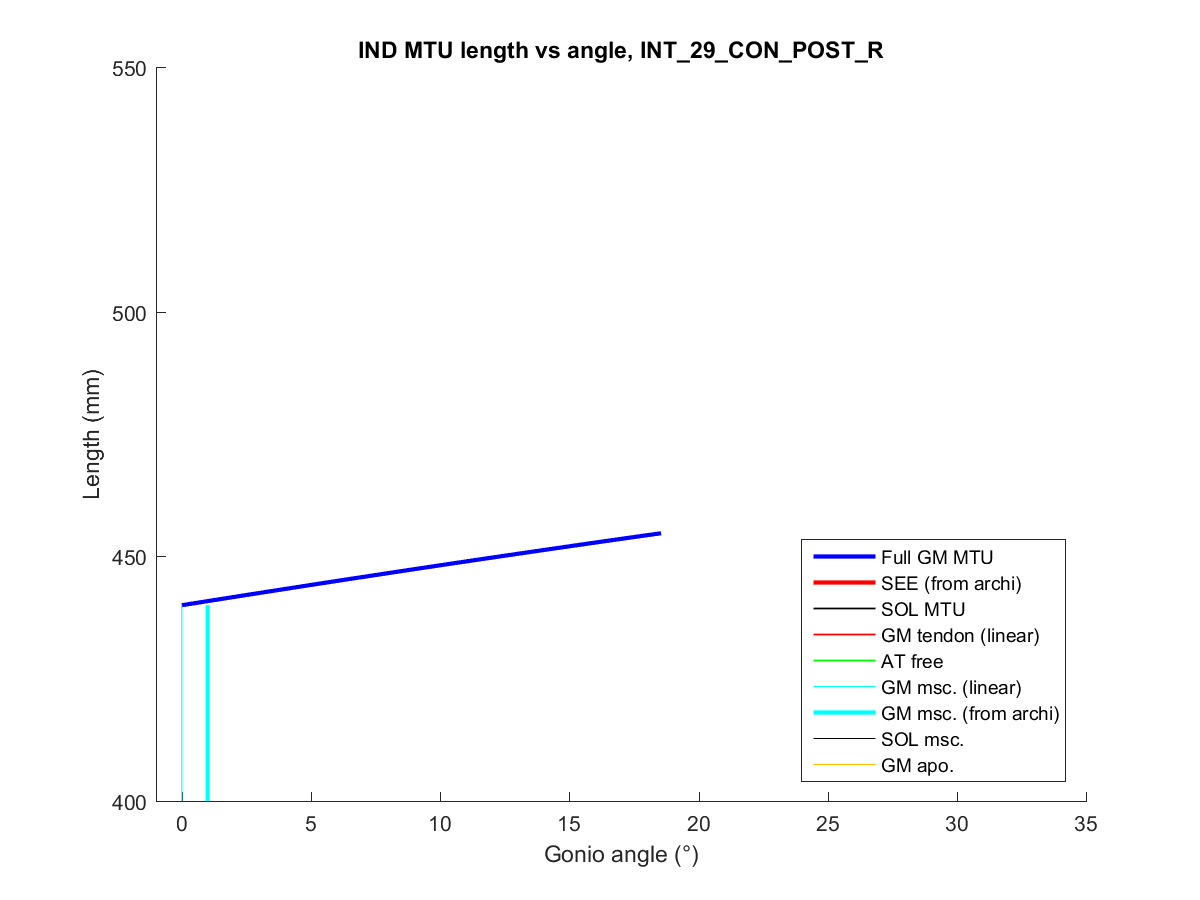 IND MTU length vs angle, INT_29_CON_POST_R
550
500
450
400
Length (mm)
0 5 10 15 20 25 30 35
Gonio angle (°)
Full GM MTU
SEE (from archi)
SOL MTU
GM tendon (linear)
AT free
GM msc. (linear)
GM msc. (from archi)
SOL msc.
GM apo.